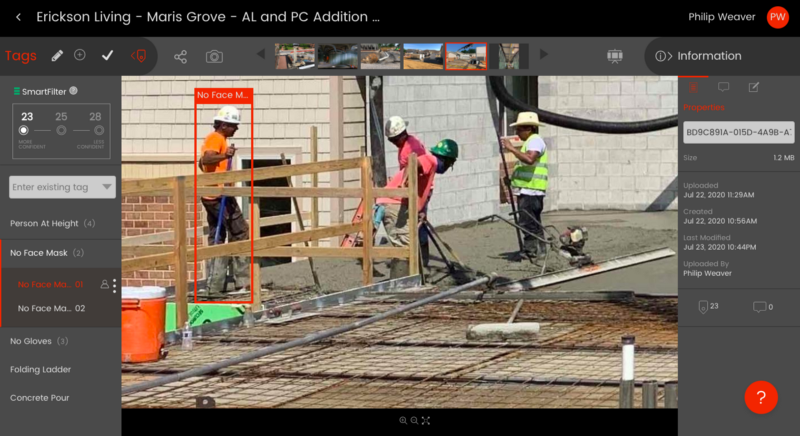 Erickson Living - Maris Grove - AL and PC Addition ...
Philip Weaver
PW
Tags
Information
SmartFilter
23 25 28
MORE CONFIDENT
LESS CONFIDENT
Enter existing tag
Person At Height (4)
No Face Mask (2)
No Face Ma... 01
No Face Ma... 02
No Gloves (3)
Folding Ladder
Concrete Pour
No Face M...
Properties
BD9C891A-015D-4A9B-A
Size 1.2 MB
Uploaded
Jul 22, 2020 11:29AM
Created
Jul 22, 2020 10:56AM
Last Modified
Jul 23, 2020 10:44PM
Uploaded By
Philip Weaver
23
0
?